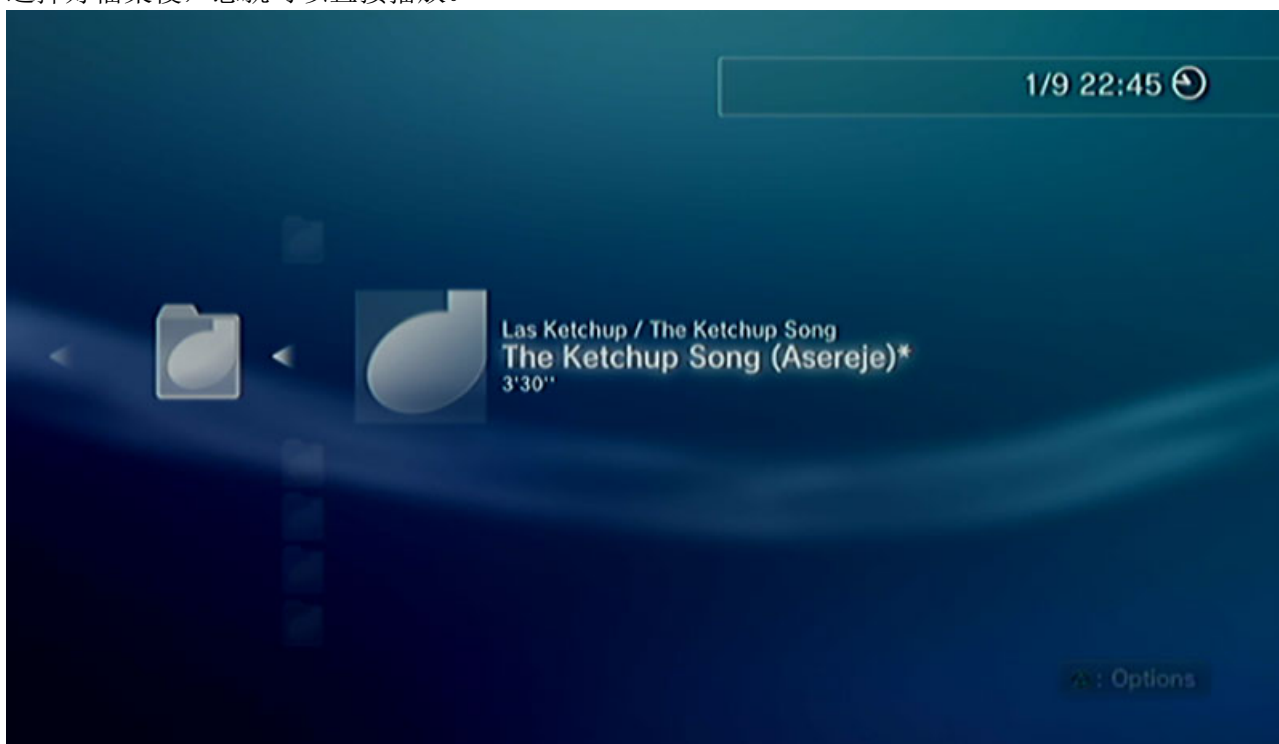 1/9 22:45
Las Ketchup / The Ketchup Song
The Ketchup Song (Asereje)*
3'30''
: Options